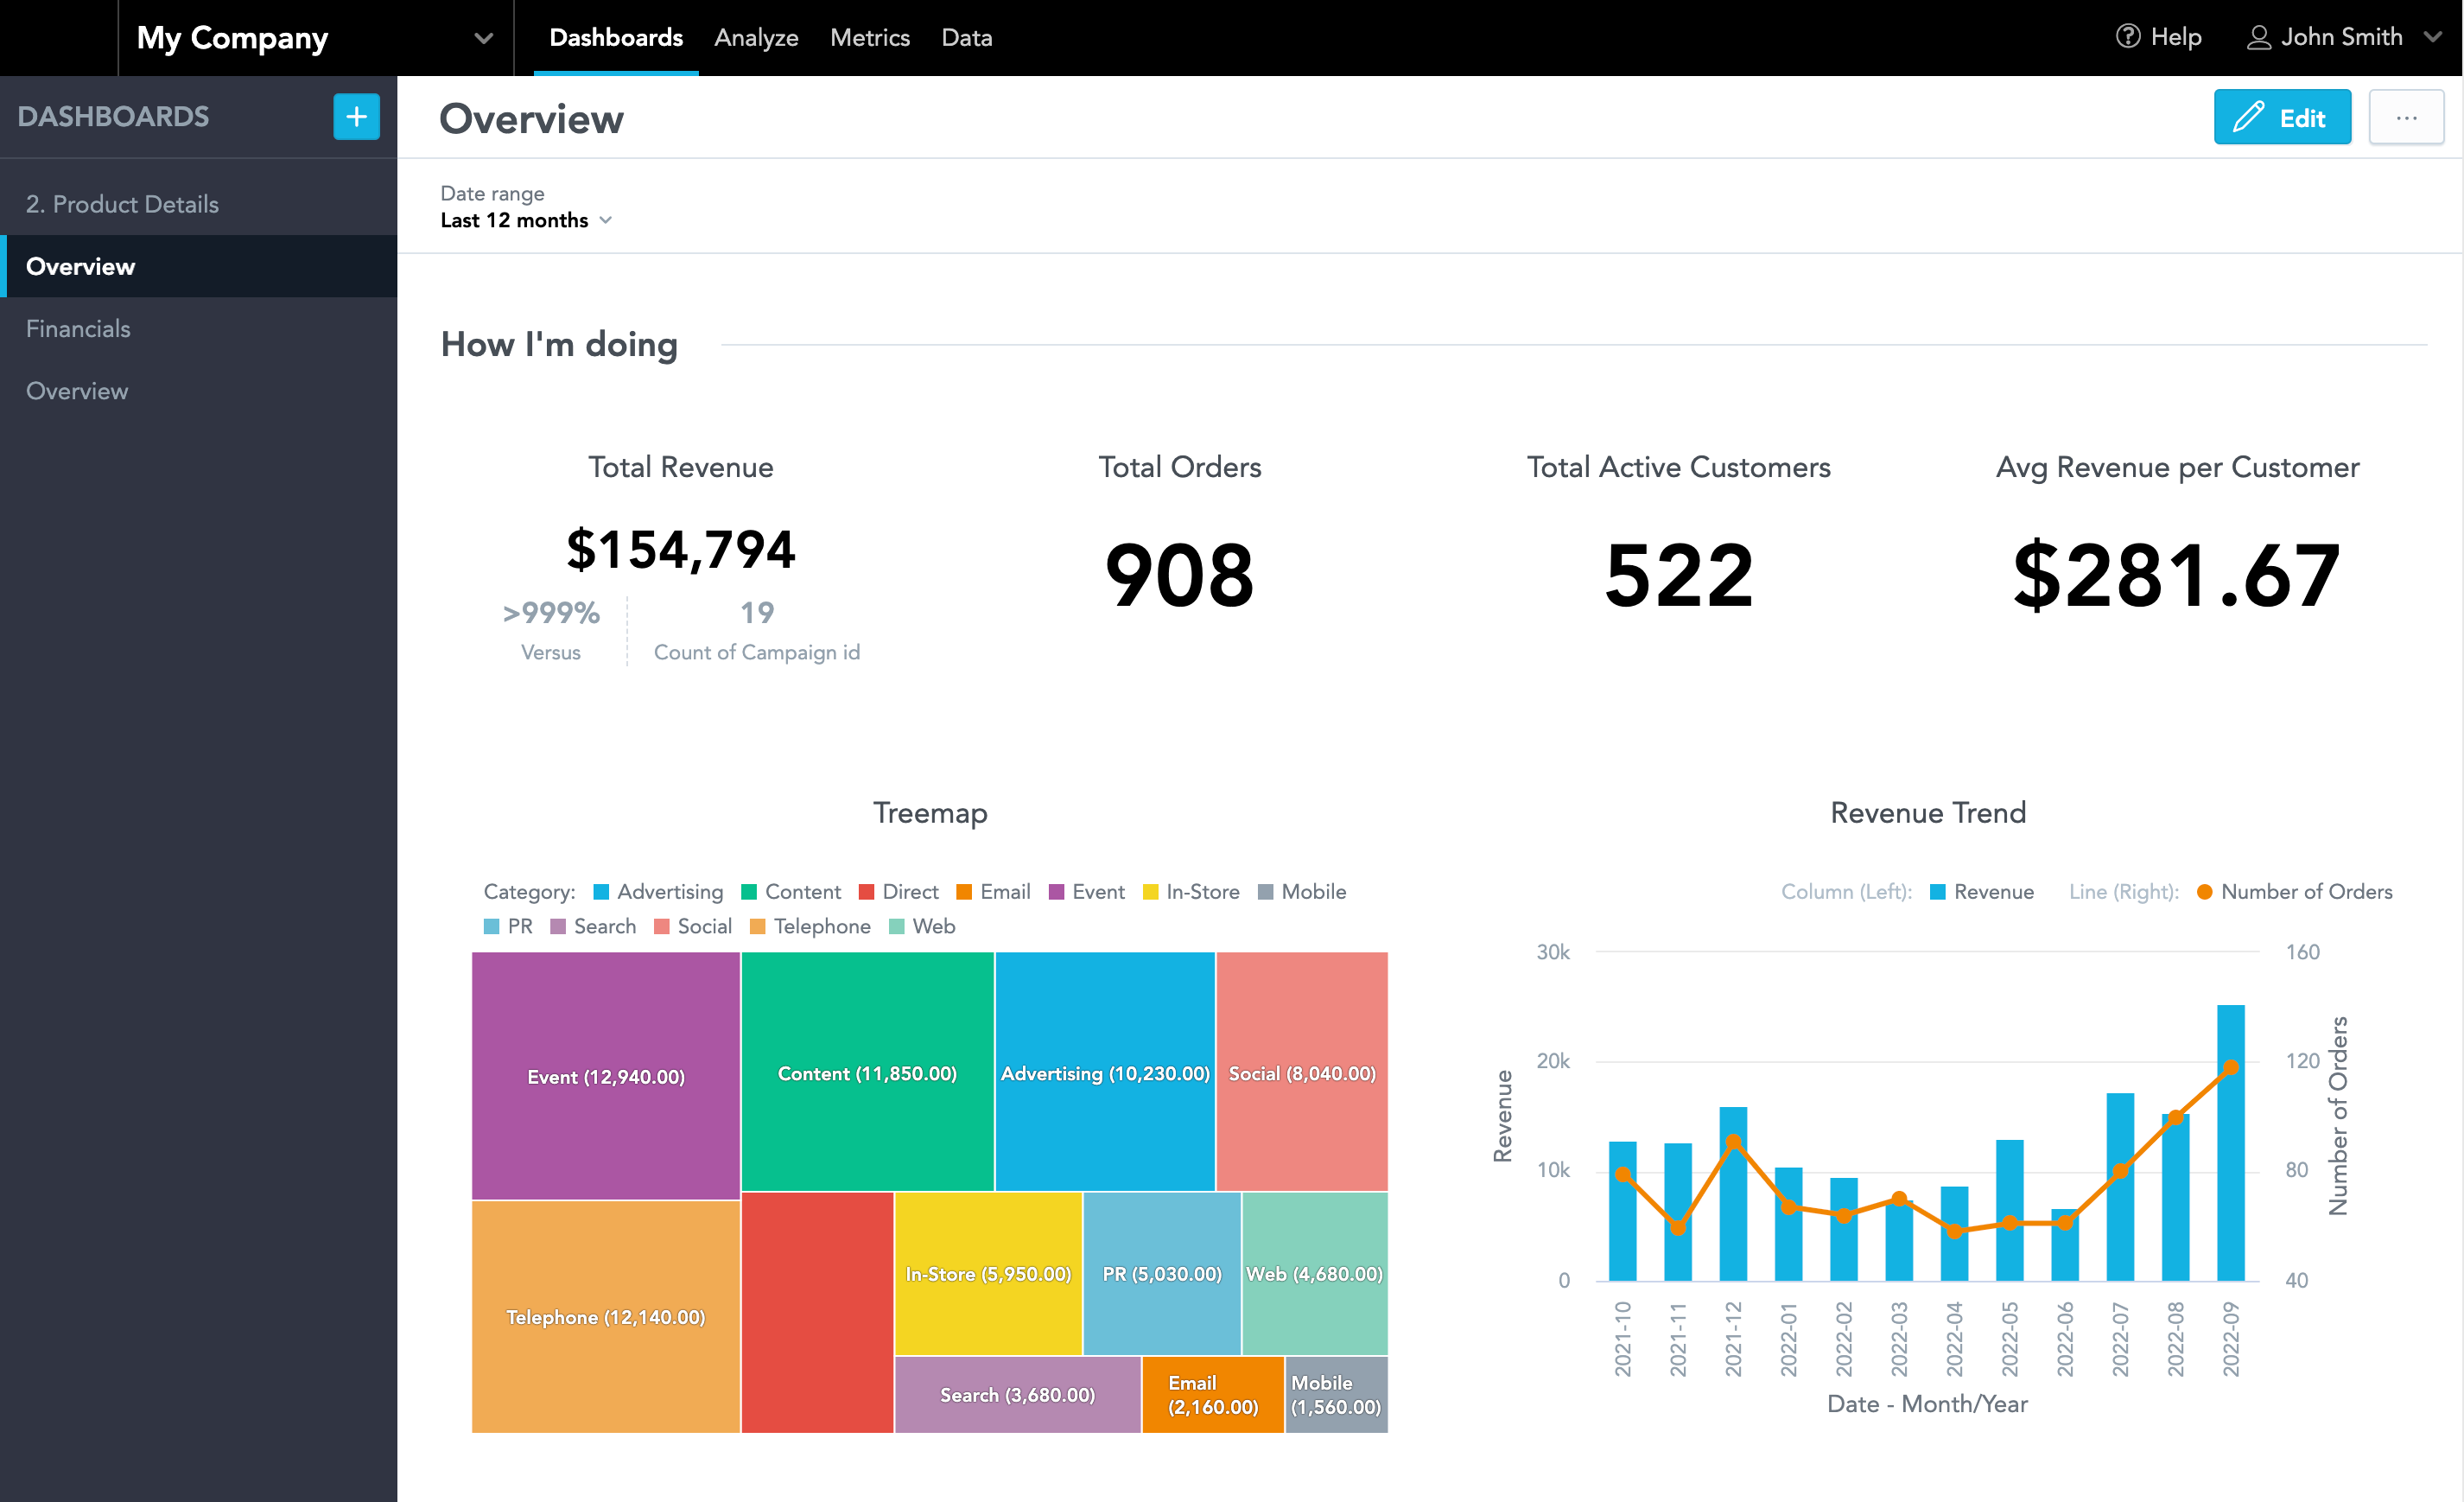 My Company
Dashboards Analyze Metrics Data
Help John Smith
DASHBOARDS
+
2. Product Details
Overview
Financials
Overview
Overview
Edit
...
Date range
Last 12 months
How I'm doing
Total Revenue
$154,794
>999%
Versus
19
Count of Campaign id
Total Orders
908
Total Active Customers
522
Avg Revenue per Customer
$281.67
Treemap
Category: Advertising Content Direct Email Event In-Store Mobile
PR Search Social Telephone Web
Event (12,940.00)
Content (11,850.00)
Advertising (10,230.00)
Social (8,040.00)
Telephone (12,140.00)
In-Store (5,950.00)
PR (5,030.00)
Web (4,680.00)
Search (3,680.00)
Email
(2,160.00)
Mobile
(1,560.00)
Revenue Trend
Column (Left): Revenue Line (Right): Number of Orders
Revenue
30k
20k
10k
0
160
120
80
40
Number of Orders
2021-10
2021-11
2021-12
2022-01
2022-02
2022-03
2022-04
2022-05
2022-06
2022-07
2022-08
2022-09
Date - Month/Year